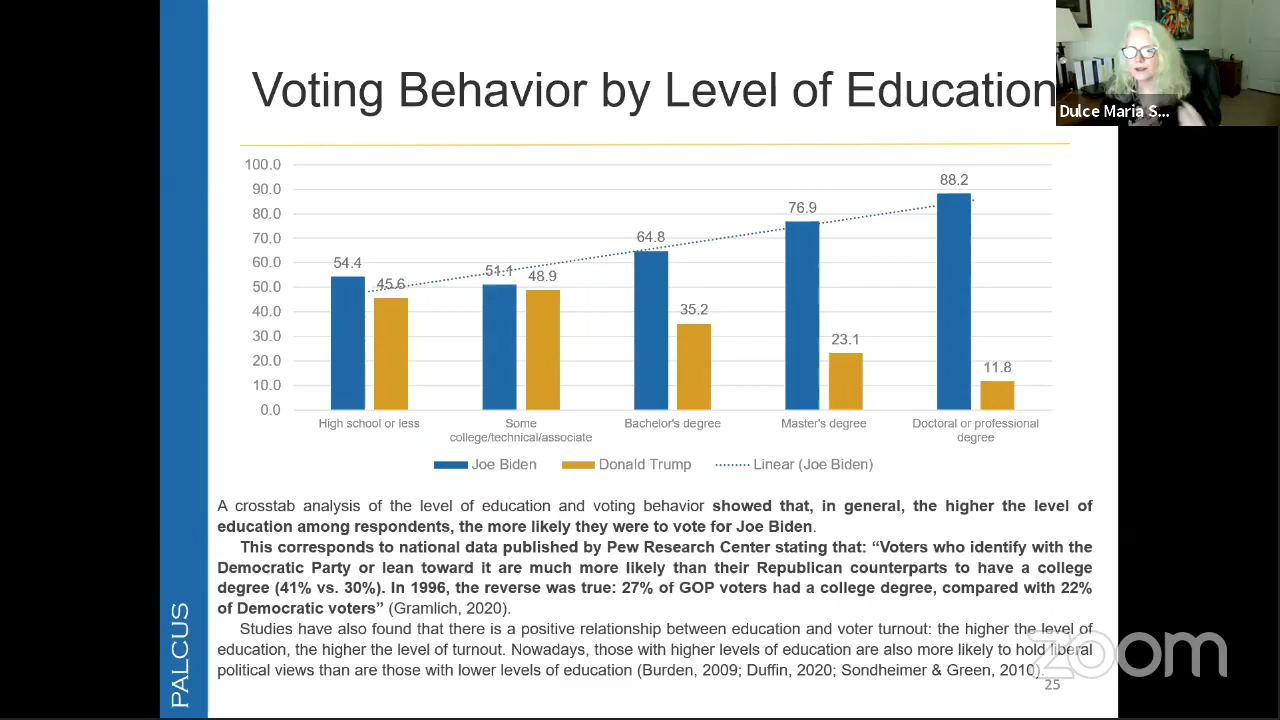 Voting Behavior by Level of Education
Dulce Maria S...
100.0
90.0
80.0
70.0
60.0
50.0
40.0
30.0
20.0
10.0
0.0
54.4
45.6
51.1
48.9
64.8
35.2
76.9
23.1
88.2
11.8
High school or less
Some
college/technical/associate
Bachelor's degree
Master's degree
Doctoral or professional
degree
Joe Biden
Donald Trump
Linear (Joe Biden)
A crosstab analysis of the level of education and voting behavior showed that, in general, the higher the level of
education among respondents, the more likely they were to vote for Joe Biden.
This corresponds to national data published by Pew Research Center stating that: “Voters who identify with the
Democratic Party or lean toward it are much more likely than their Republican counterparts to have a college
degree (41% vs. 30%). In 1996, the reverse was true: 27% of GOP voters had a college degree, compared with 22%
of Democratic voters” (Gramlich, 2020).
Studies have also found that there is a positive relationship between education and voter turnout: the higher the level of
education, the highthr the level of turnout. Nowadays, those with higher levels of education are also more likely to hold liberal
political views than are those with lower levels of education (Burden, 2009; Duffin, 2020; Sondheimer & Green, 2010).
25
PALCUS
zoom